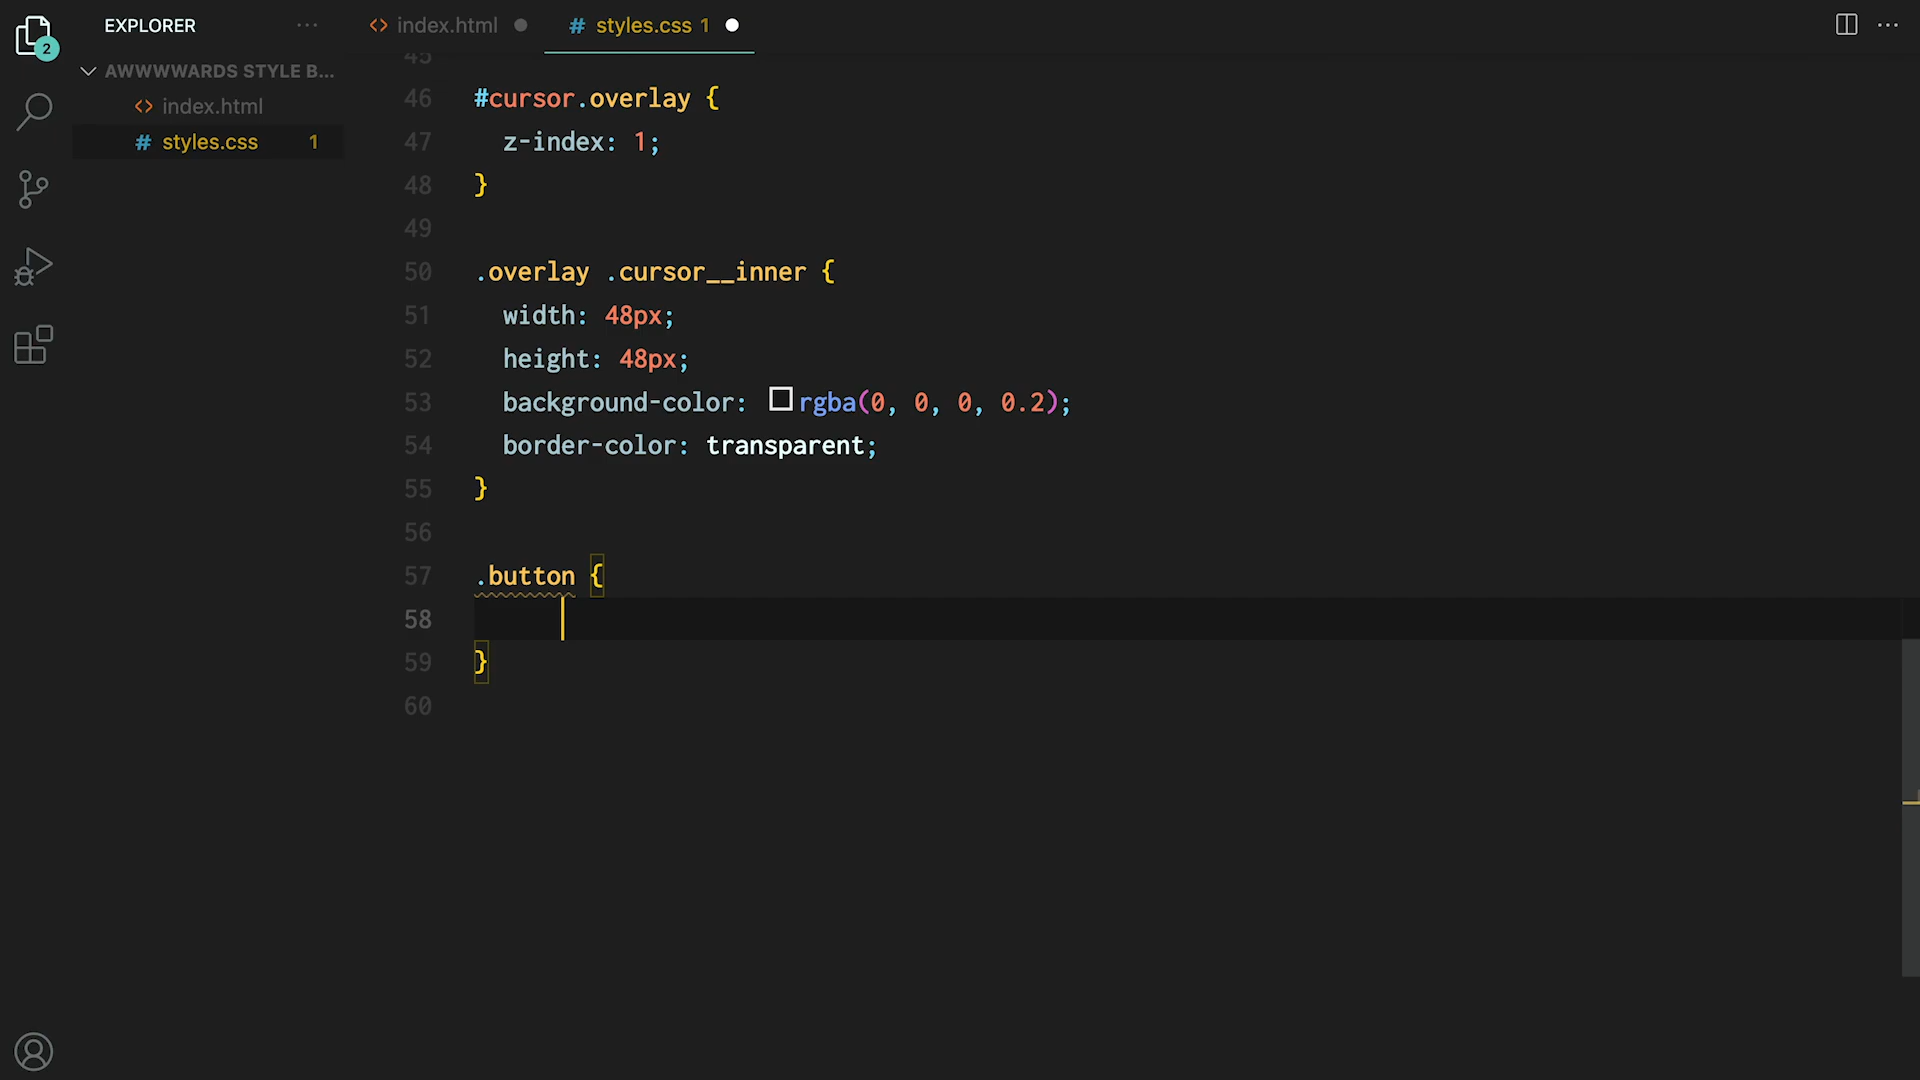 EXPLORER
index.html
styles.css 1
AWWWWARDS STYLE B...
index.html
styles.css 1
2
45
46 #cursor.overlay {
47 z-index: 1;
48 }
49
50 .overlay .cursor__inner {
51 width: 48px;
52 height: 48px;
53 background-color: rgba(0, 0, 0, 0.2);
54 border-color: transparent;
55 }
56
57 .button {
58
59 }
60